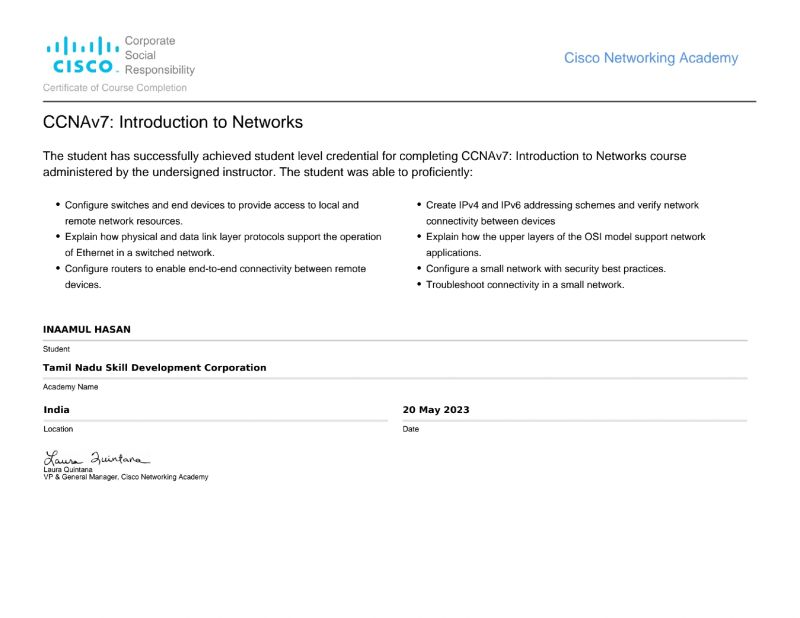 Corporate
Social
CISCO. Responsibility
Cisco Networking Academy
Certificate of Course Completion
CCNAv7: Introduction to Networks
The student has successfully achieved student level credential for completing CCNAv7: Introduction to Networks course
administered by the undersigned instructor. The student was able to proficiently:
• Configure switches and end devices to provide access to local and
remote network resources.
• Explain how physical and data link layer protocols support the operation
of Ethernet in a switched network.
• Configure routers to enable end-to-end connectivity between remote
devices.
• Create IPv4 and IPv6 addressing schemes and verify network
connectivity between devices
• Explain how the upper layers of the OSI model support network
applications.
• Configure a small network with security best practices.
• Troubleshoot connectivity in a small network.
INAAMUL HASAN
Student
Tamil Nadu Skill Development Corporation
Academy Name
India
Location
20 May 2023
Date
Laura Quintana
Laura Quintana
VP & General Manager, Cisco Networking Academy